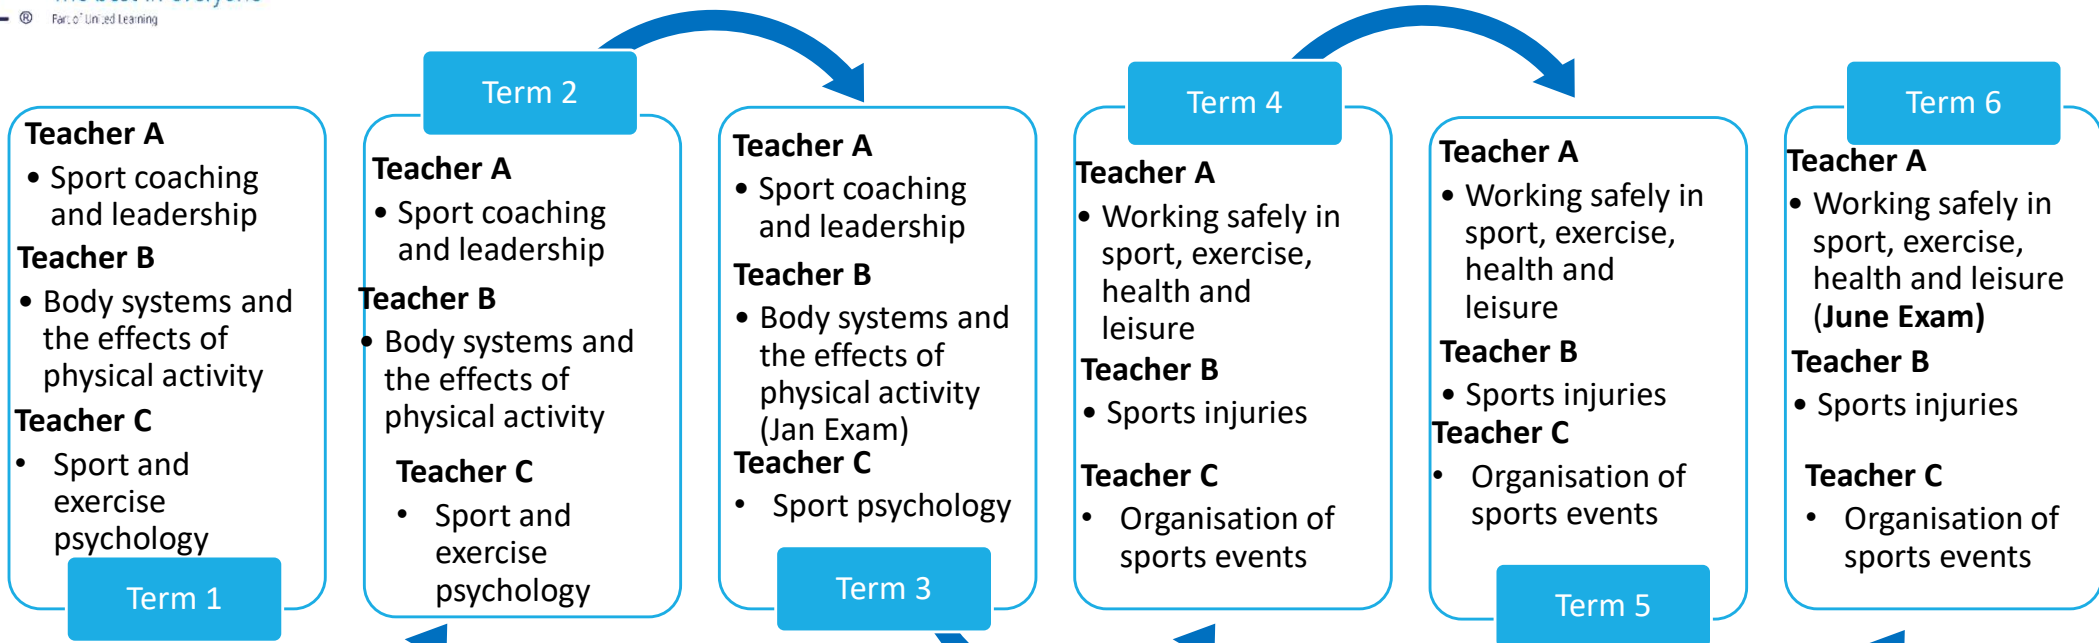 ® Part of United Learning
Teacher A
• Sport coaching
and leadership
Teacher B
• Body systems and
the effects of
physical activity
Teacher C
• Sport and
exercise
psychology
Term 1
Term 2
Teacher A
• Sport coaching
and leadership
Teacher B
• Body systems and
the effects of
physical activity
Teacher C
• Sport and
exercise
psychology
Teacher A
• Sport coaching
and leadership
Teacher B
• Body systems and
the effects of
physical activity
(Jan Exam)
Teacher C
• Sport psychology
Term 3
Term 4
Teacher A
• Working safely in
sport, exercise,
health and
leisure
Teacher B
• Sports injuries
Teacher C
• Organisation of
sports events
Teacher A
• Working safely in
sport, exercise,
health and
leisure
Teacher B
• Sports injuries
Teacher C
• Organisation of
sports events
Term 5
Term 6
Teacher A
• Working safely in
sport, exercise,
health and leisure
(June Exam)
Teacher B
• Sports injuries
Teacher C
• Organisation of
sports events